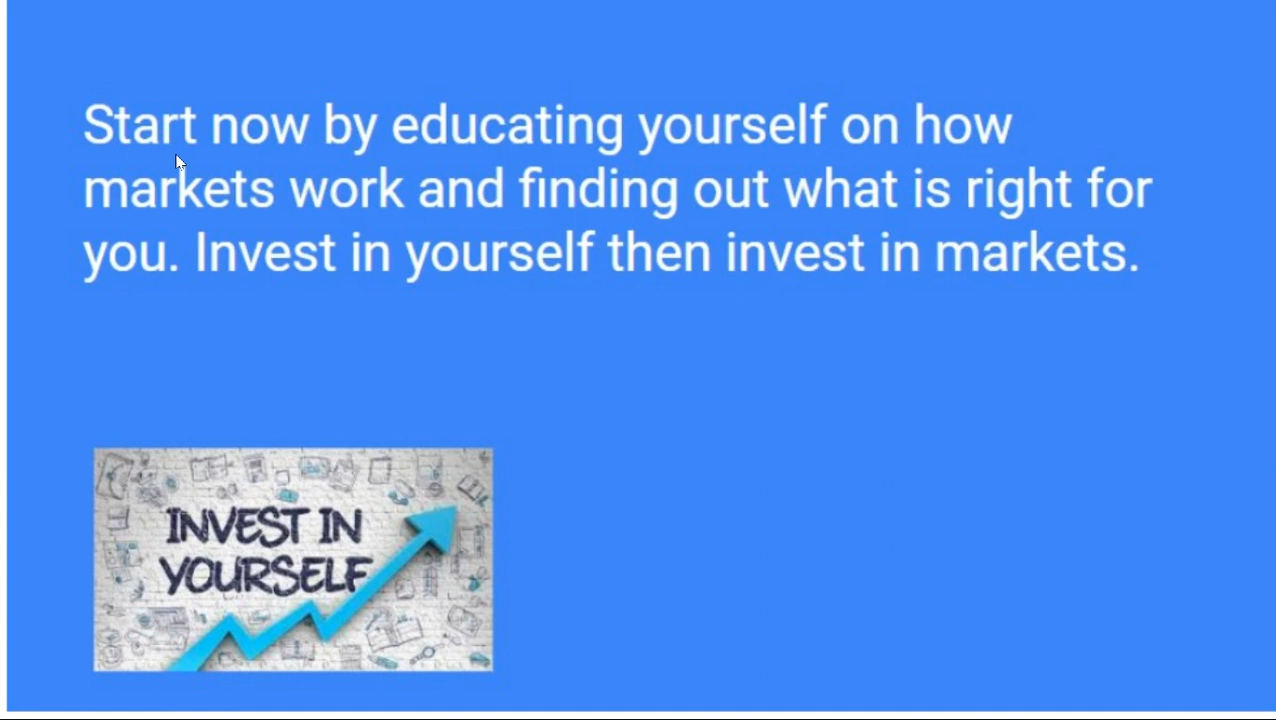 Start now by educating yourself on how
markets work and finding out what is right for
you. Invest in yourself then invest in markets.
INVEST IN
YOURSELF